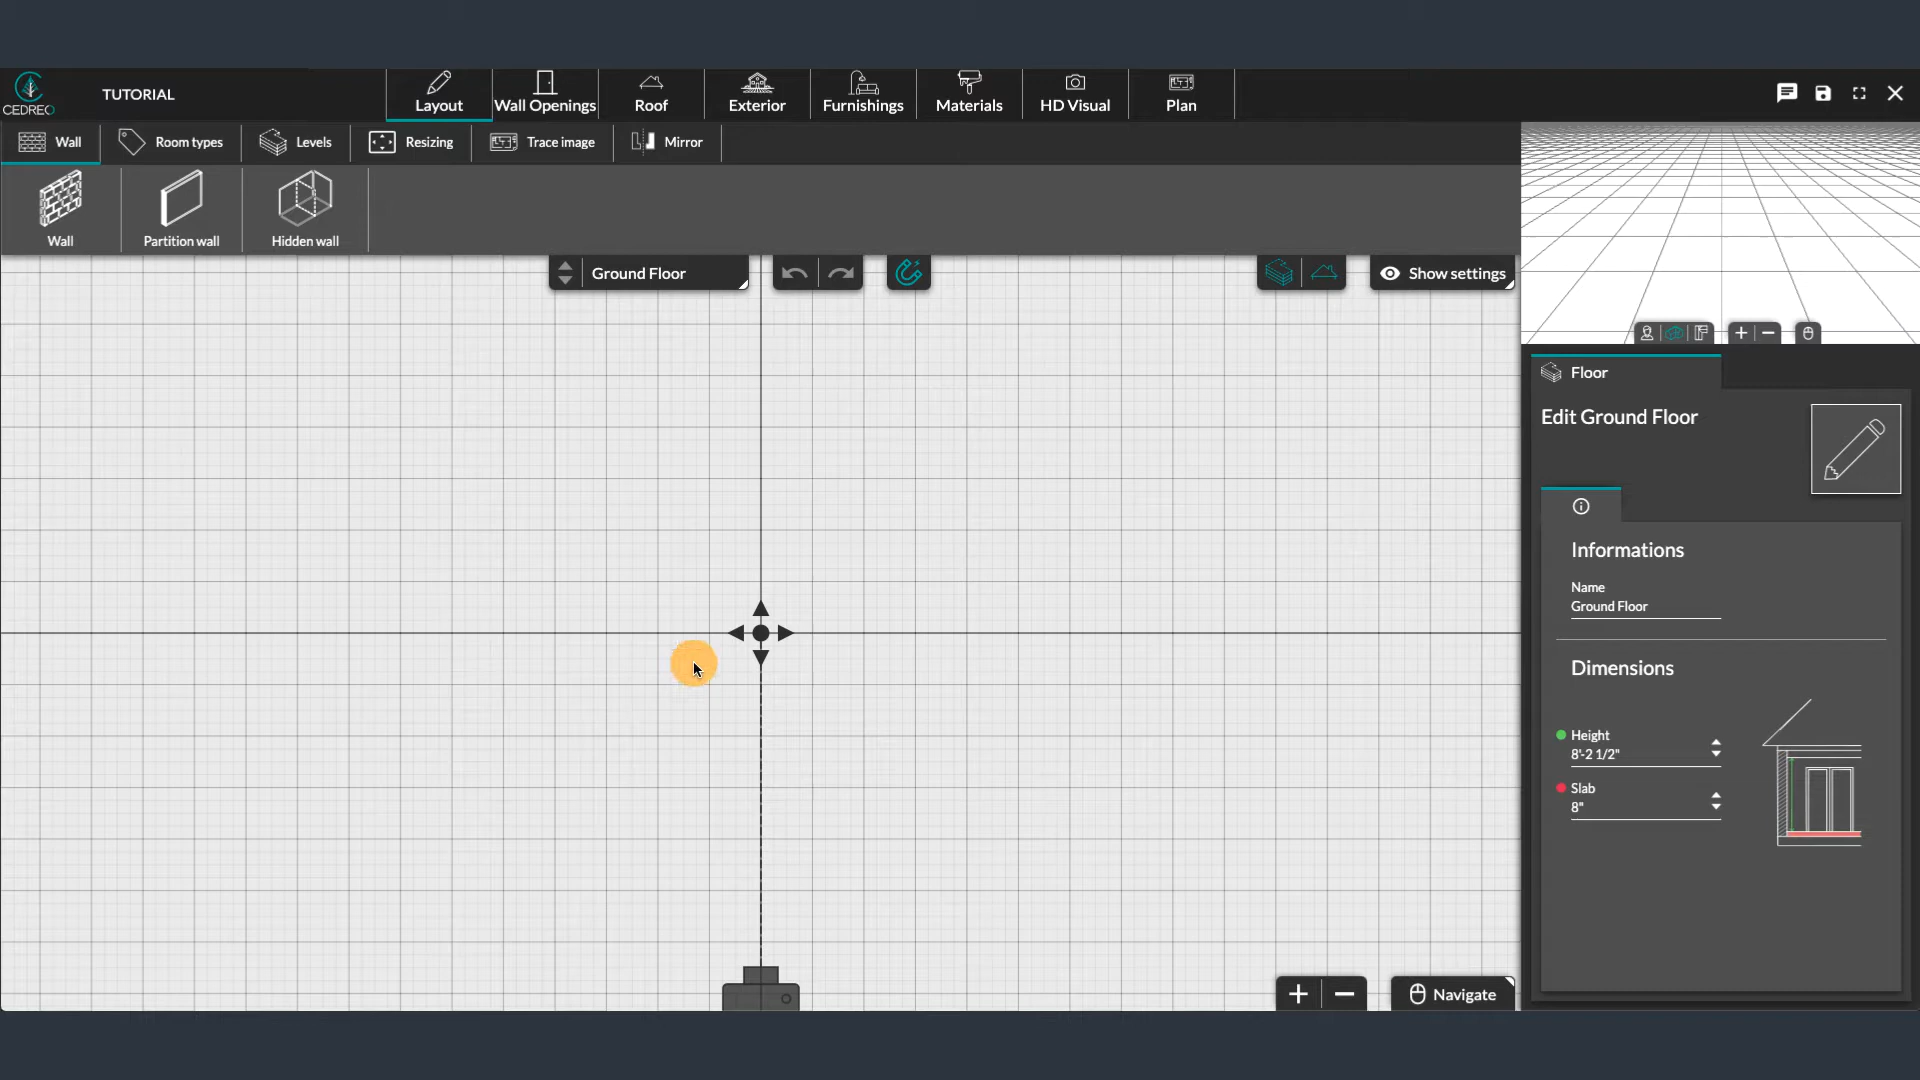 CEDREO
TUTORIAL
Layout
Wall Openings
Roof
Exterior
Furnishings
Materials
HD Visual
Plan
Wall
Room types
Levels
Resizing
Trace image
Mirror
Wall
Partition wall
Hidden wall
Ground Floor
Show settings
Floor
Edit Ground Floor
Informations
Name
Ground Floor
Dimensions
Height
8'-2 1/2"
Slab
8"
Navigate